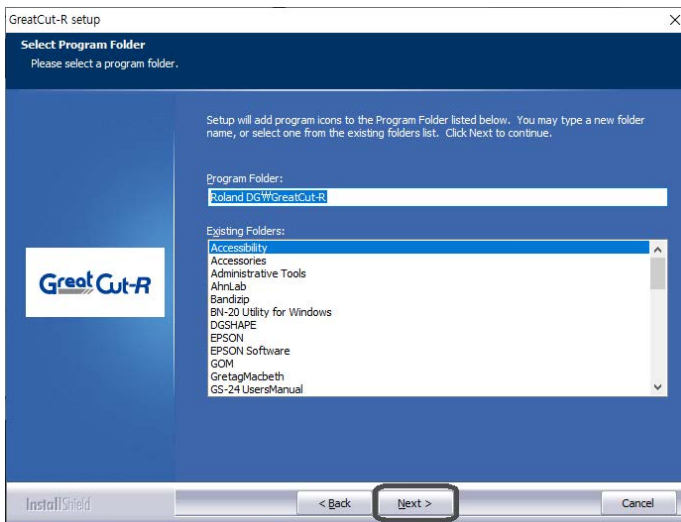 GreatCut-R setup
Select Program Folder
Please select a program folder.
Setup will add program icons to the Program Folder listed below. You may type a new folder
name, or select one from the existing folders list. Click Next to continue.
Program Folder:
Roland DG₩GreatCut-R
Existing Folders:
Accessibility
Accessories
Administrative Tools
AhnLab
Bandizip
BN-20 Utility for Windows
DGSHAPE
EPSON
EPSON Software
GOM
GretagMacbeth
GS-24 UsersManual
Great Cut-R
InstallShield
< Back
Next >
Cancel